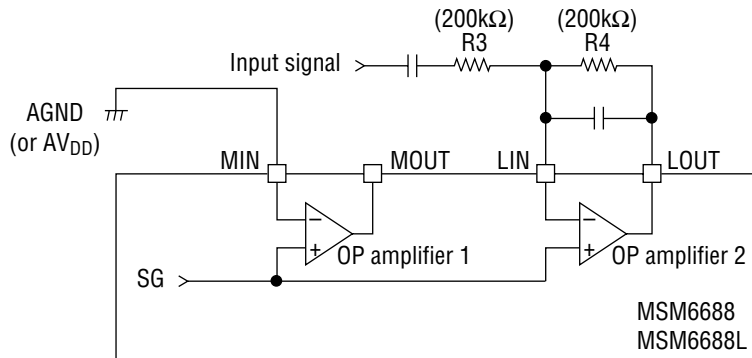 (200kΩ) (200kΩ)
R3 R4
Input signal
AGND
(or AVDD)
MIN MOUT LIN LOUT
− −
+ +
OP amplifier 1 OP amplifier 2
SG
MSM6688
MSM6688L